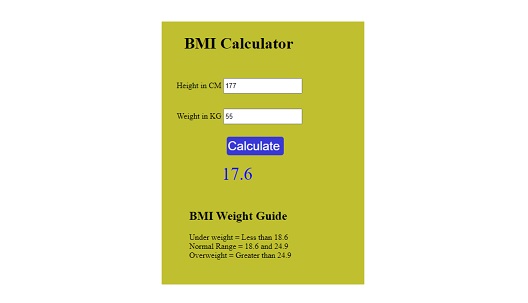 BMI Calculator
Height in CM 177
Weight in KG 55
Calculate
17.6
BMI Weight Guide
Under weight = Less than 18.6
Normal Range = 18.6 and 24.9
Overweight = Greater than 24.9